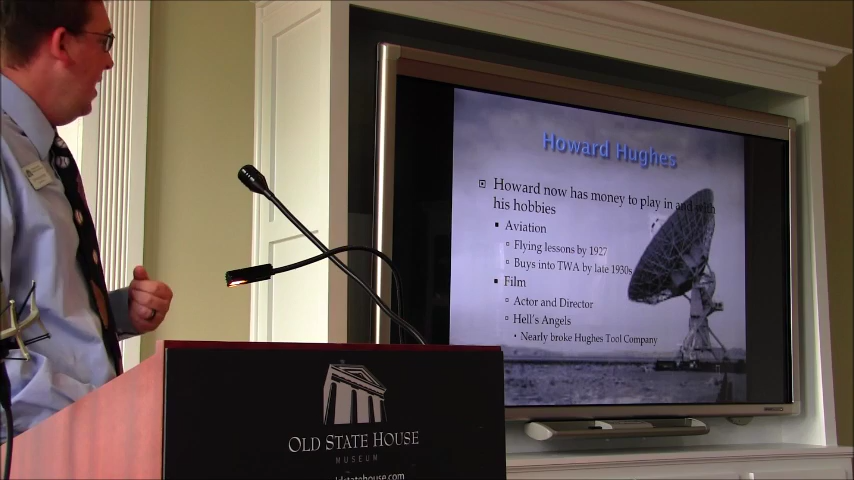 Howard Hughes
Howard now has money to play in and with
his hobbies
Aviation
Flying lessons by 1927
Buys into TWA by late 1930s
Film
Actor and Director
Hell's Angels
Nearly broke Hughes Tool Company
OLD STATE HOUSE
MUSEUM
ldstatehouse.com